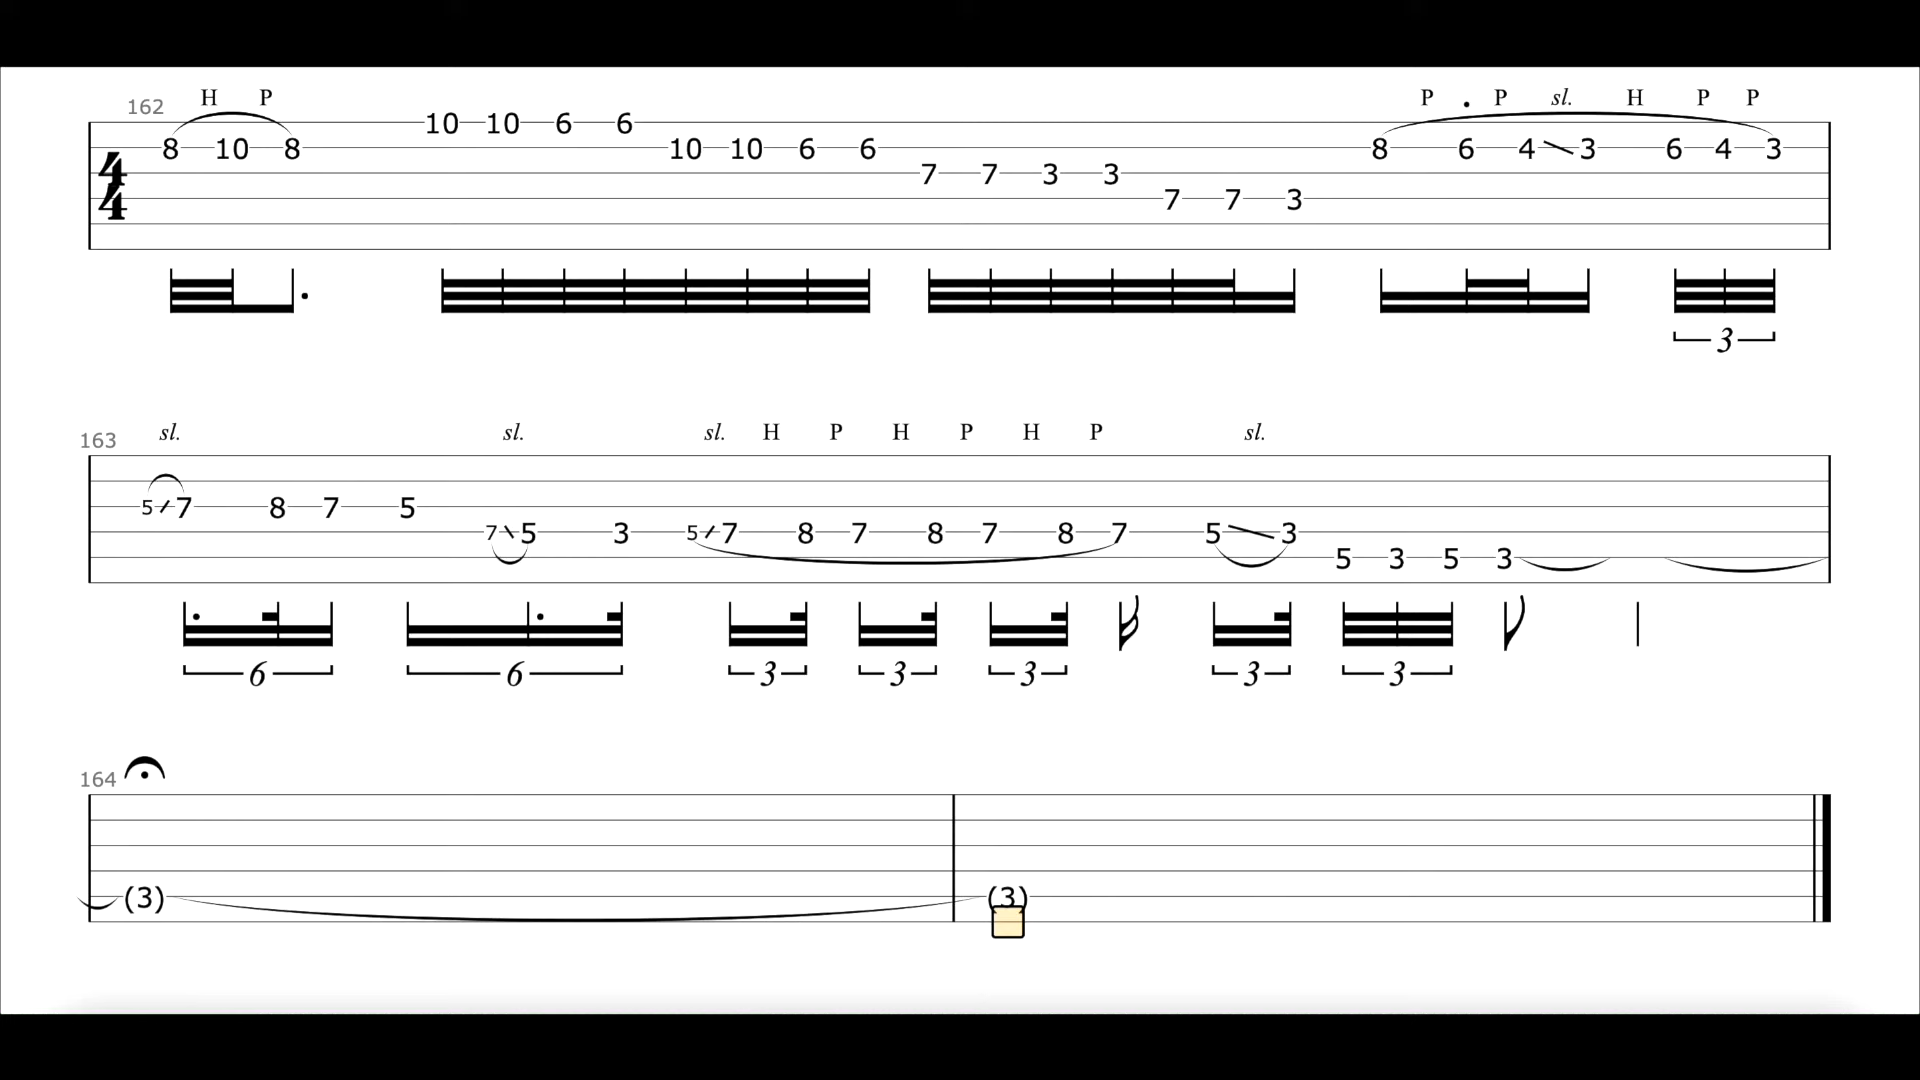 162 H P P P sl. H P P
10 10 6 6
8 10 8 10 10 6 6 8 6 4 3 6 4 3
7 7 3 3
7 7 3
4
4
3
163 sl. sl. sl. H P H P H P sl.
5 7 8 7 5
7 5 3 5 7 8 7 8 7 8 7 5 3
5 3 5 3
6 6 3 3 3 3 3
164
(3) (3)